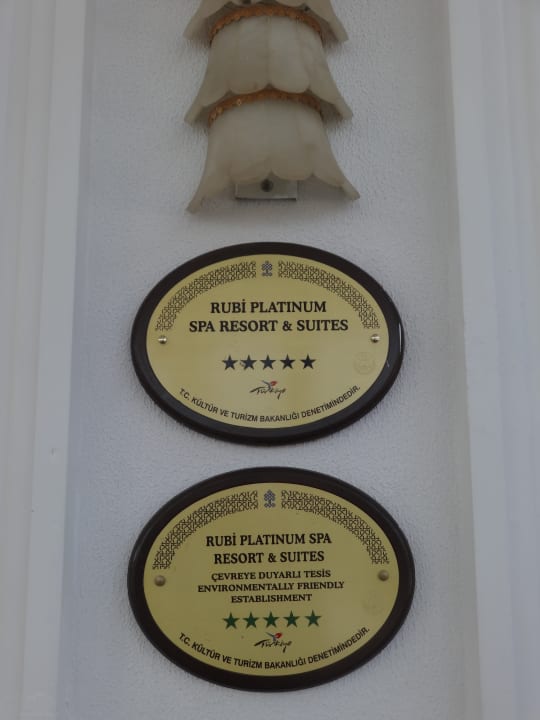 RUBİ PLATINUM
SPA RESORT & SUITES
Türkiye
T.C. KÜLTÜR VE TURİZM BAKANLIĞI DENETİMİNDEDİR.
RUBİ PLATINUM SPA
RESORT & SUITES
ÇEVREYE DUYARLI TESİS
ENVIRONMENTALLY FRIENDLY
ESTABLISHMENT
Türkiye
T.C. KÜLTÜR VE TURİZM BAKANLIĞI DENETİMİNDEDİR.